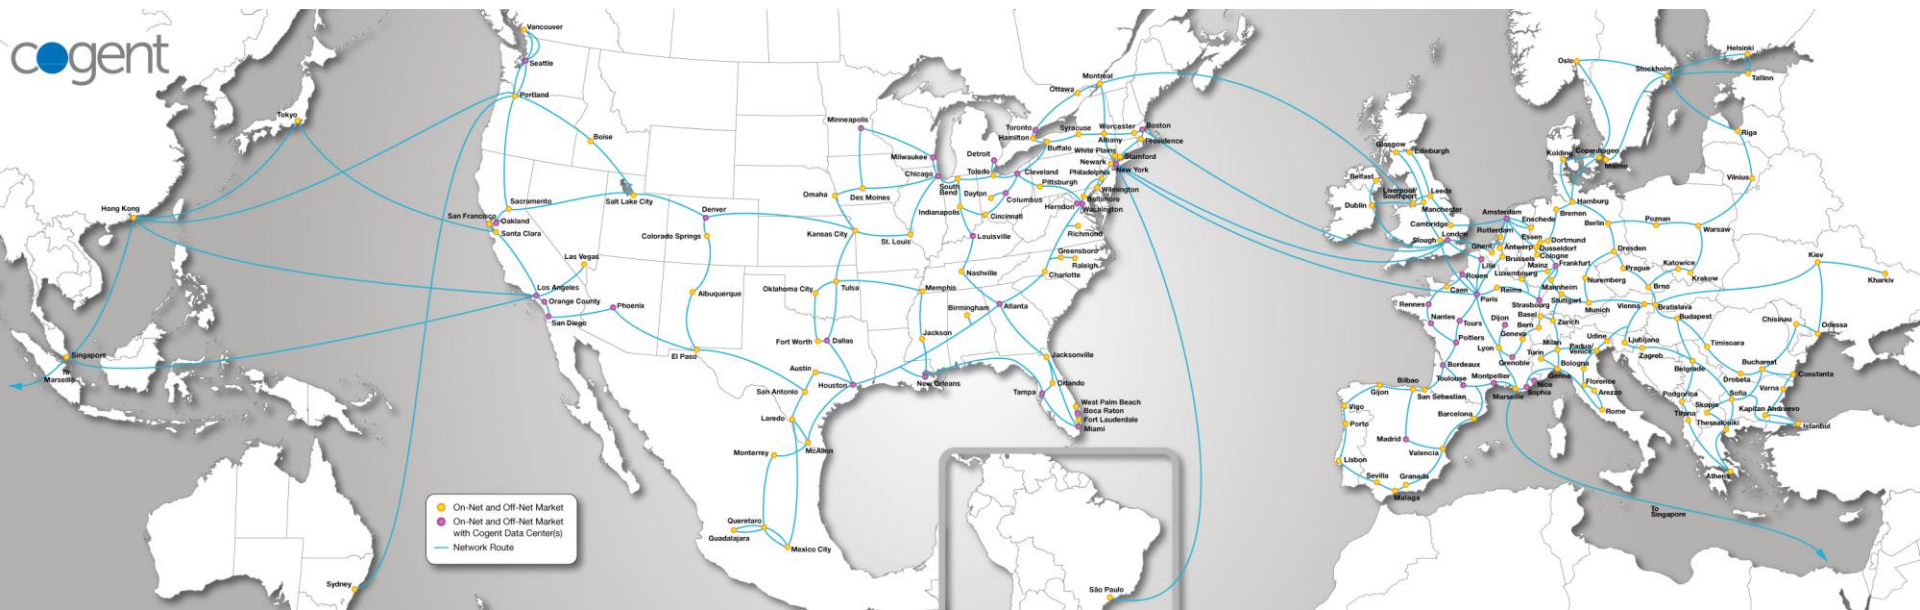 cogent
Vancouver
Seattle
Portland
Boise
Tokyo
Hong Kong
Singapore
To
Marseille
Sydney
San Francisco
Oakland
Santa Clara
Sacramento
Salt Lake City
Las Vegas
Los Angeles
Orange County
San Diego
Phoenix
Denver
Colorado Springs
Albuquerque
El Paso
Minneapolis
Milwaukee
Chicago
Omaha
Des Moines
Kansas City
St. Louis
Oklahoma City
Tulsa
Memphis
Jackson
Fort Worth
Dallas
Austin
San Antonio
Houston
Laredo
McAllen
Monterrey
Queretaro
Guadalajara
Mexico City
New Orleans
Birmingham
Atlanta
Nashville
Louisville
Indianapolis
Cincinnati
Dayton
Columbus
South
Bend
Toledo
Detroit
Cleveland
Pittsburgh
Toronto
Hamilton
Buffalo
Ottawa
Montreal
Syracuse
Albany
Worcester
Boston
Providence
White Plains
Stamford
Newark
New York
Philadelphia
Wilmington
Baltimore
Herndon
Washington
Richmond
Greensboro
Raleigh
Charlotte
Jacksonville
Orlando
Tampa
West Palm Beach
Boca Raton
Fort Lauderdale
Miami
São Paulo
On-Net and Off-Net Market
On-Net and Off-Net Market
with Cogent Data Center(s)
Network Route
Oslo
Stockholm
Helsinki
Tallinn
Riga
Vilnius
Kolding
Copenhagen
Malmo
Glasgow
Edinburgh
Belfast
Dublin
Liverpool/
Southport
Leeds
Manchester
Cambridge
Slough
London
Amsterdam
Rotterdam
Enschede
Bremen
Hamburg
Berlin
Poznan
Warsaw
Essen
Dortmund
Dusseldorf
Cologne
Ghent
Antwerp
Brussels
Lille
Rouen
Caen
Paris
Reims
Luxembourg
Mainz
Frankfurt
Mannheim
Strasbourg
Stuttgart
Dresden
Prague
Nuremberg
Munich
Katowice
Krakow
Brno
Vienna
Bratislava
Budapest
Kiev
Kharkiv
Chisinau
Odessa
Rennes
Nantes
Tours
Poitiers
Bordeaux
Toulouse
Montpellier
Marseille
Nice
Sophia
Dijon
Lyon
Grenoble
Geneva
Basel
Bern
Zurich
Milan
Turin
Genoa
Padua/
Venice
Udine
Bologna
Florence
Arezzo
Rome
Ljubljana
Zagreb
Belgrade
Timisoara
Bucharest
Drobeta
Constanta
Varna
Sofia
Kapitan Andreevo
Istanbul
Podgorica
Skopje
Tirana
Thessaloniki
Athens
Bilbao
San Sebastian
Gijon
Vigo
Porto
Lisbon
Sevilla
Malaga
Granada
Madrid
Valencia
Barcelona
To
Singapore